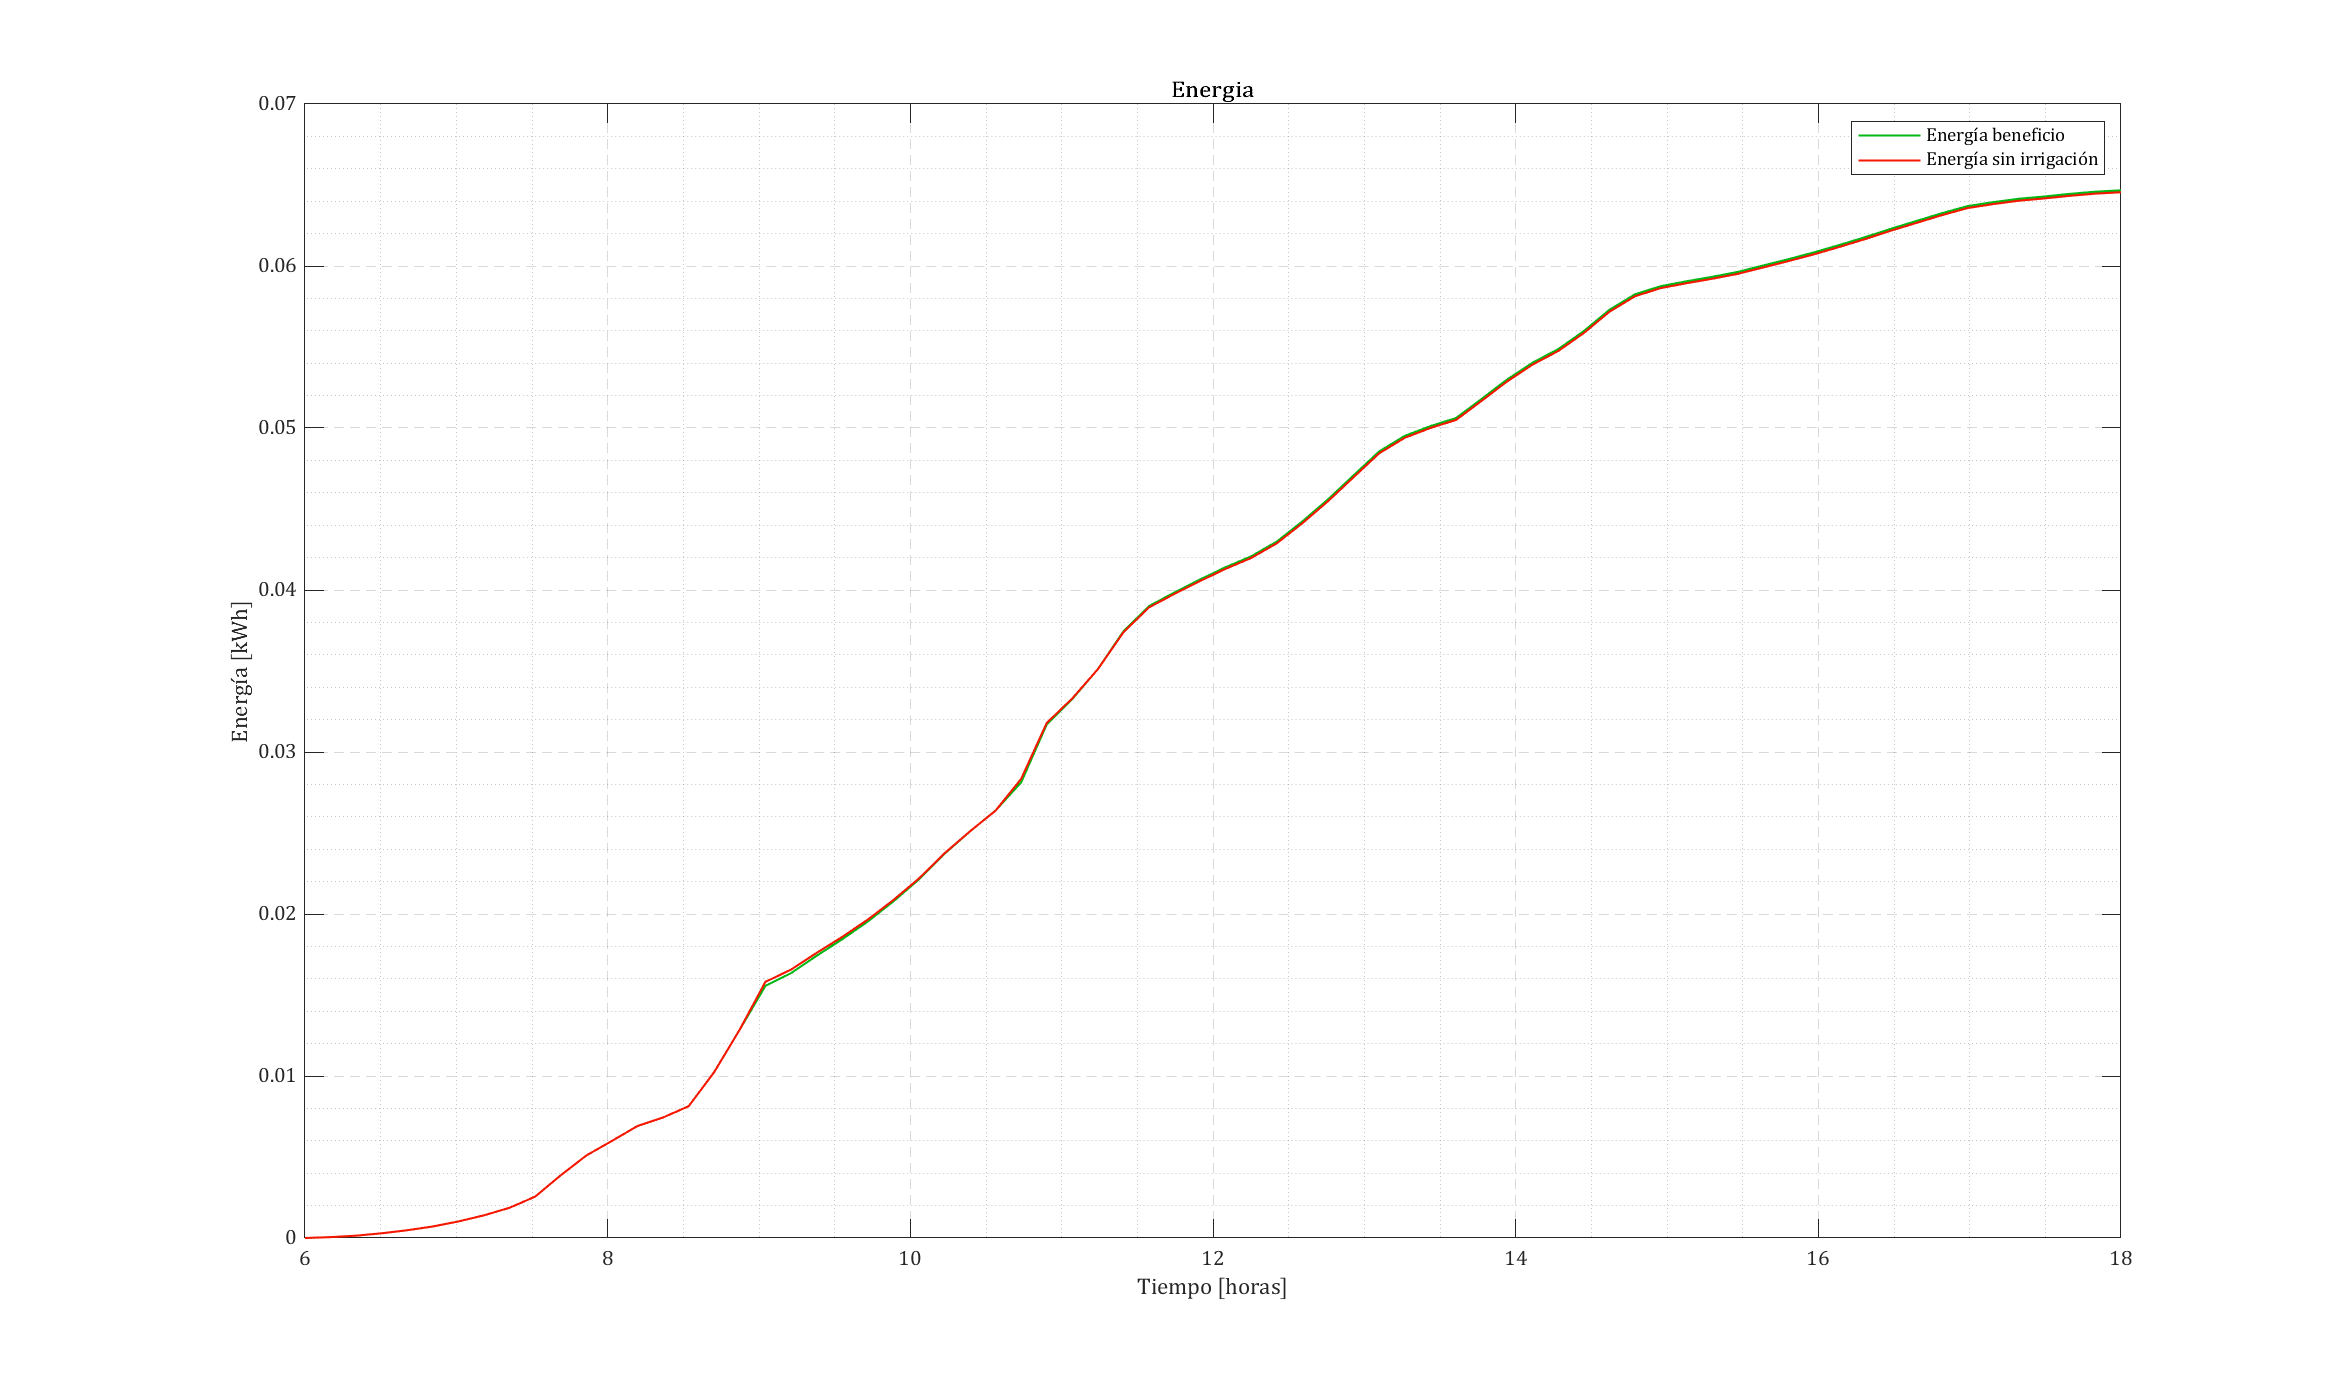 Energia
0.07
0.06
0.05
0.04
0.03
0.02
0.01
0
Energía [kWh]
Energía beneficio
Energía sin irrigación
6 8 10 12 14 16 18
Tiempo [horas]